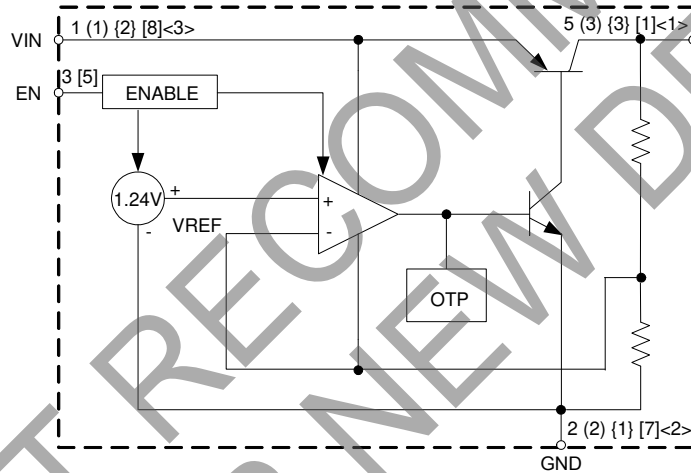 VIN
1 (1) {2} [8]<3>
5 (3) {3} [1]<1>
EN
3 [5]
ENABLE
1.24V
+
-
VREF
+
-
OTP
2 (2) {1} [7]<2>
GND